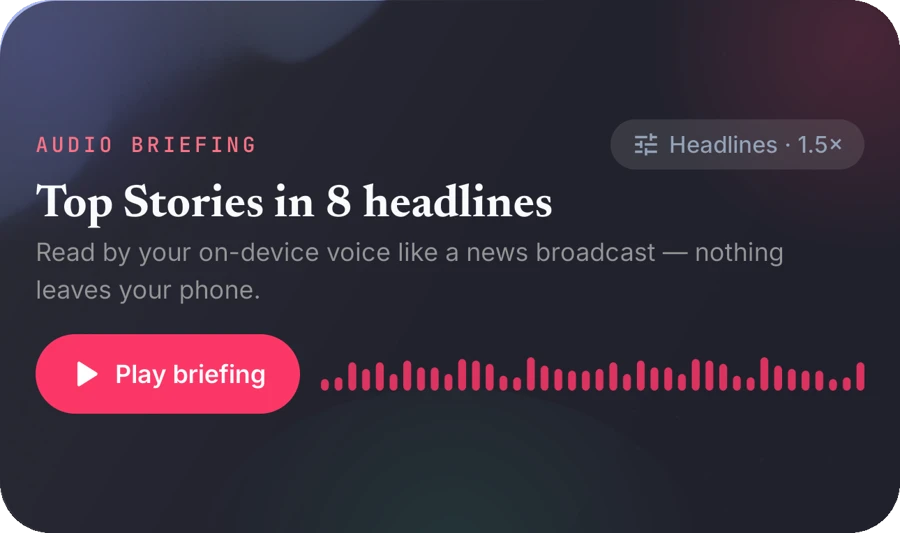 AUDIO BRIEFING
Headlines · 1.5×
Top Stories in 8 headlines
Read by your on-device voice like a news broadcast — nothing
leaves your phone.
Play briefing